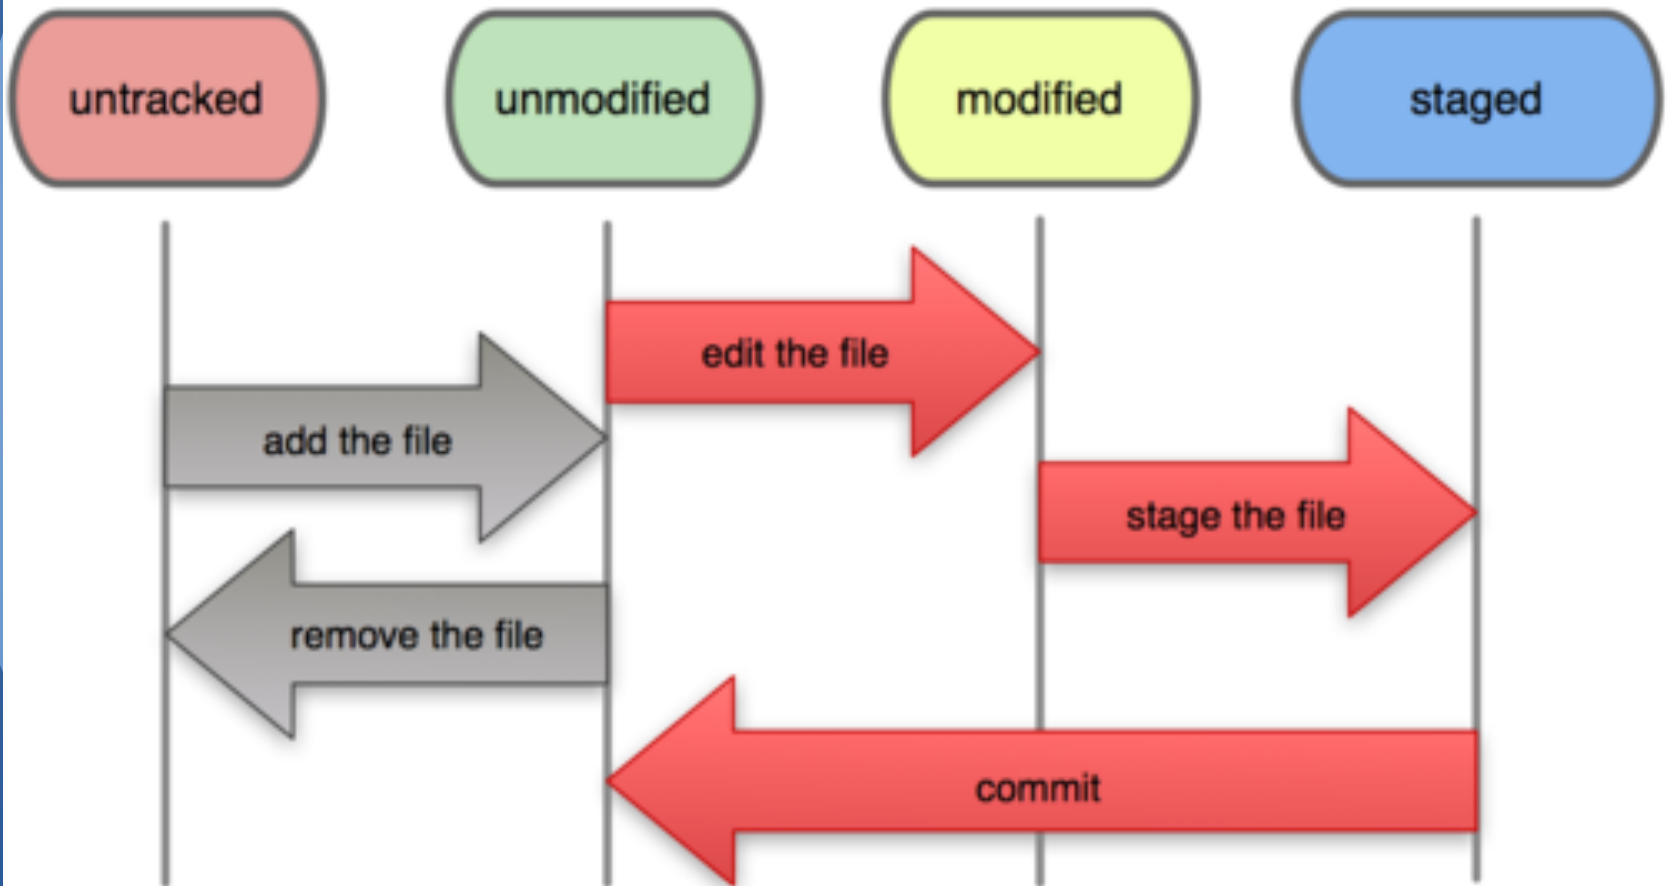 untracked
unmodified
modified
staged
edit the file
add the file
stage the file
remove the file
commit